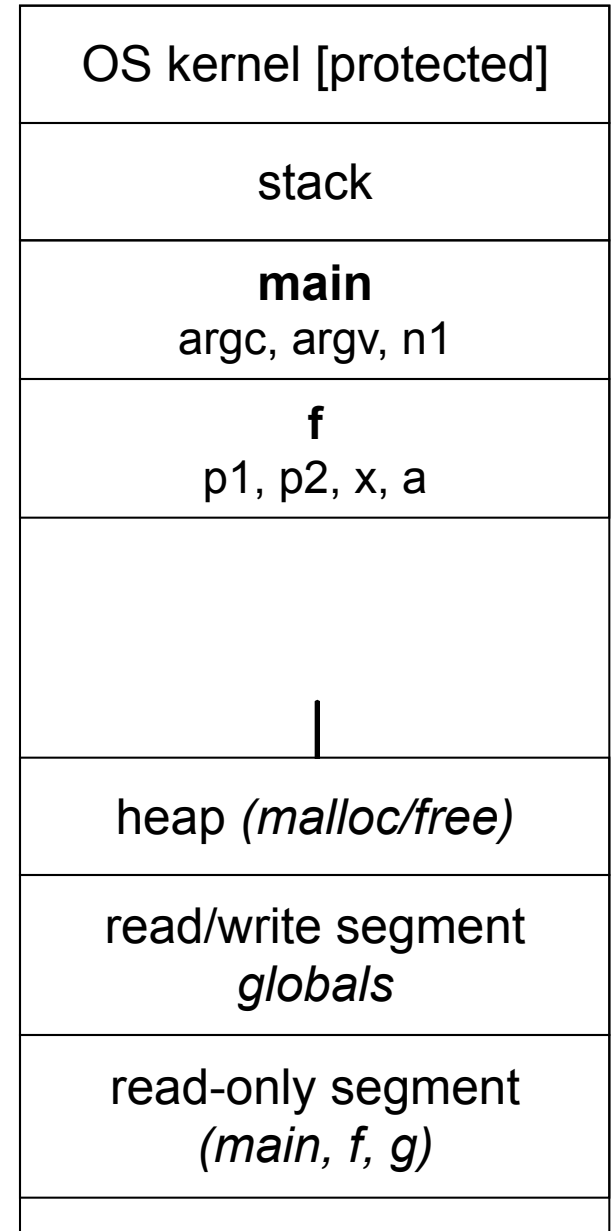 OS kernel [protected]
stack
main
argc, argv, n1
f
p1, p2, x, a
heap (malloc/free)
read/write segment
globals
read-only segment
(main, f, g)